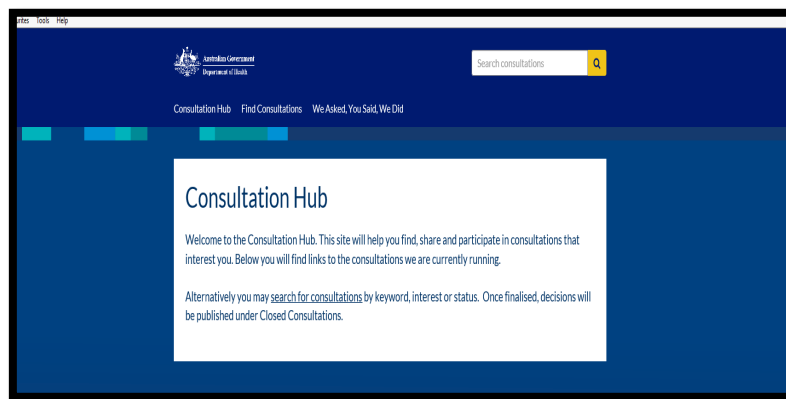 Tools Help
Australian Government
Department of Health
Search consultations
Consultation Hub Find Consultations We Asked, You Said, We Did
Consultation Hub
Welcome to the Consultation Hub. This site will help you find, share and participate in consultations that
interest you. Below you will find links to the consultations we are currently running.
Alternatively you may search for consultations by keyword, interest or status. Once finalised, decisions will
be published under Closed Consultations.